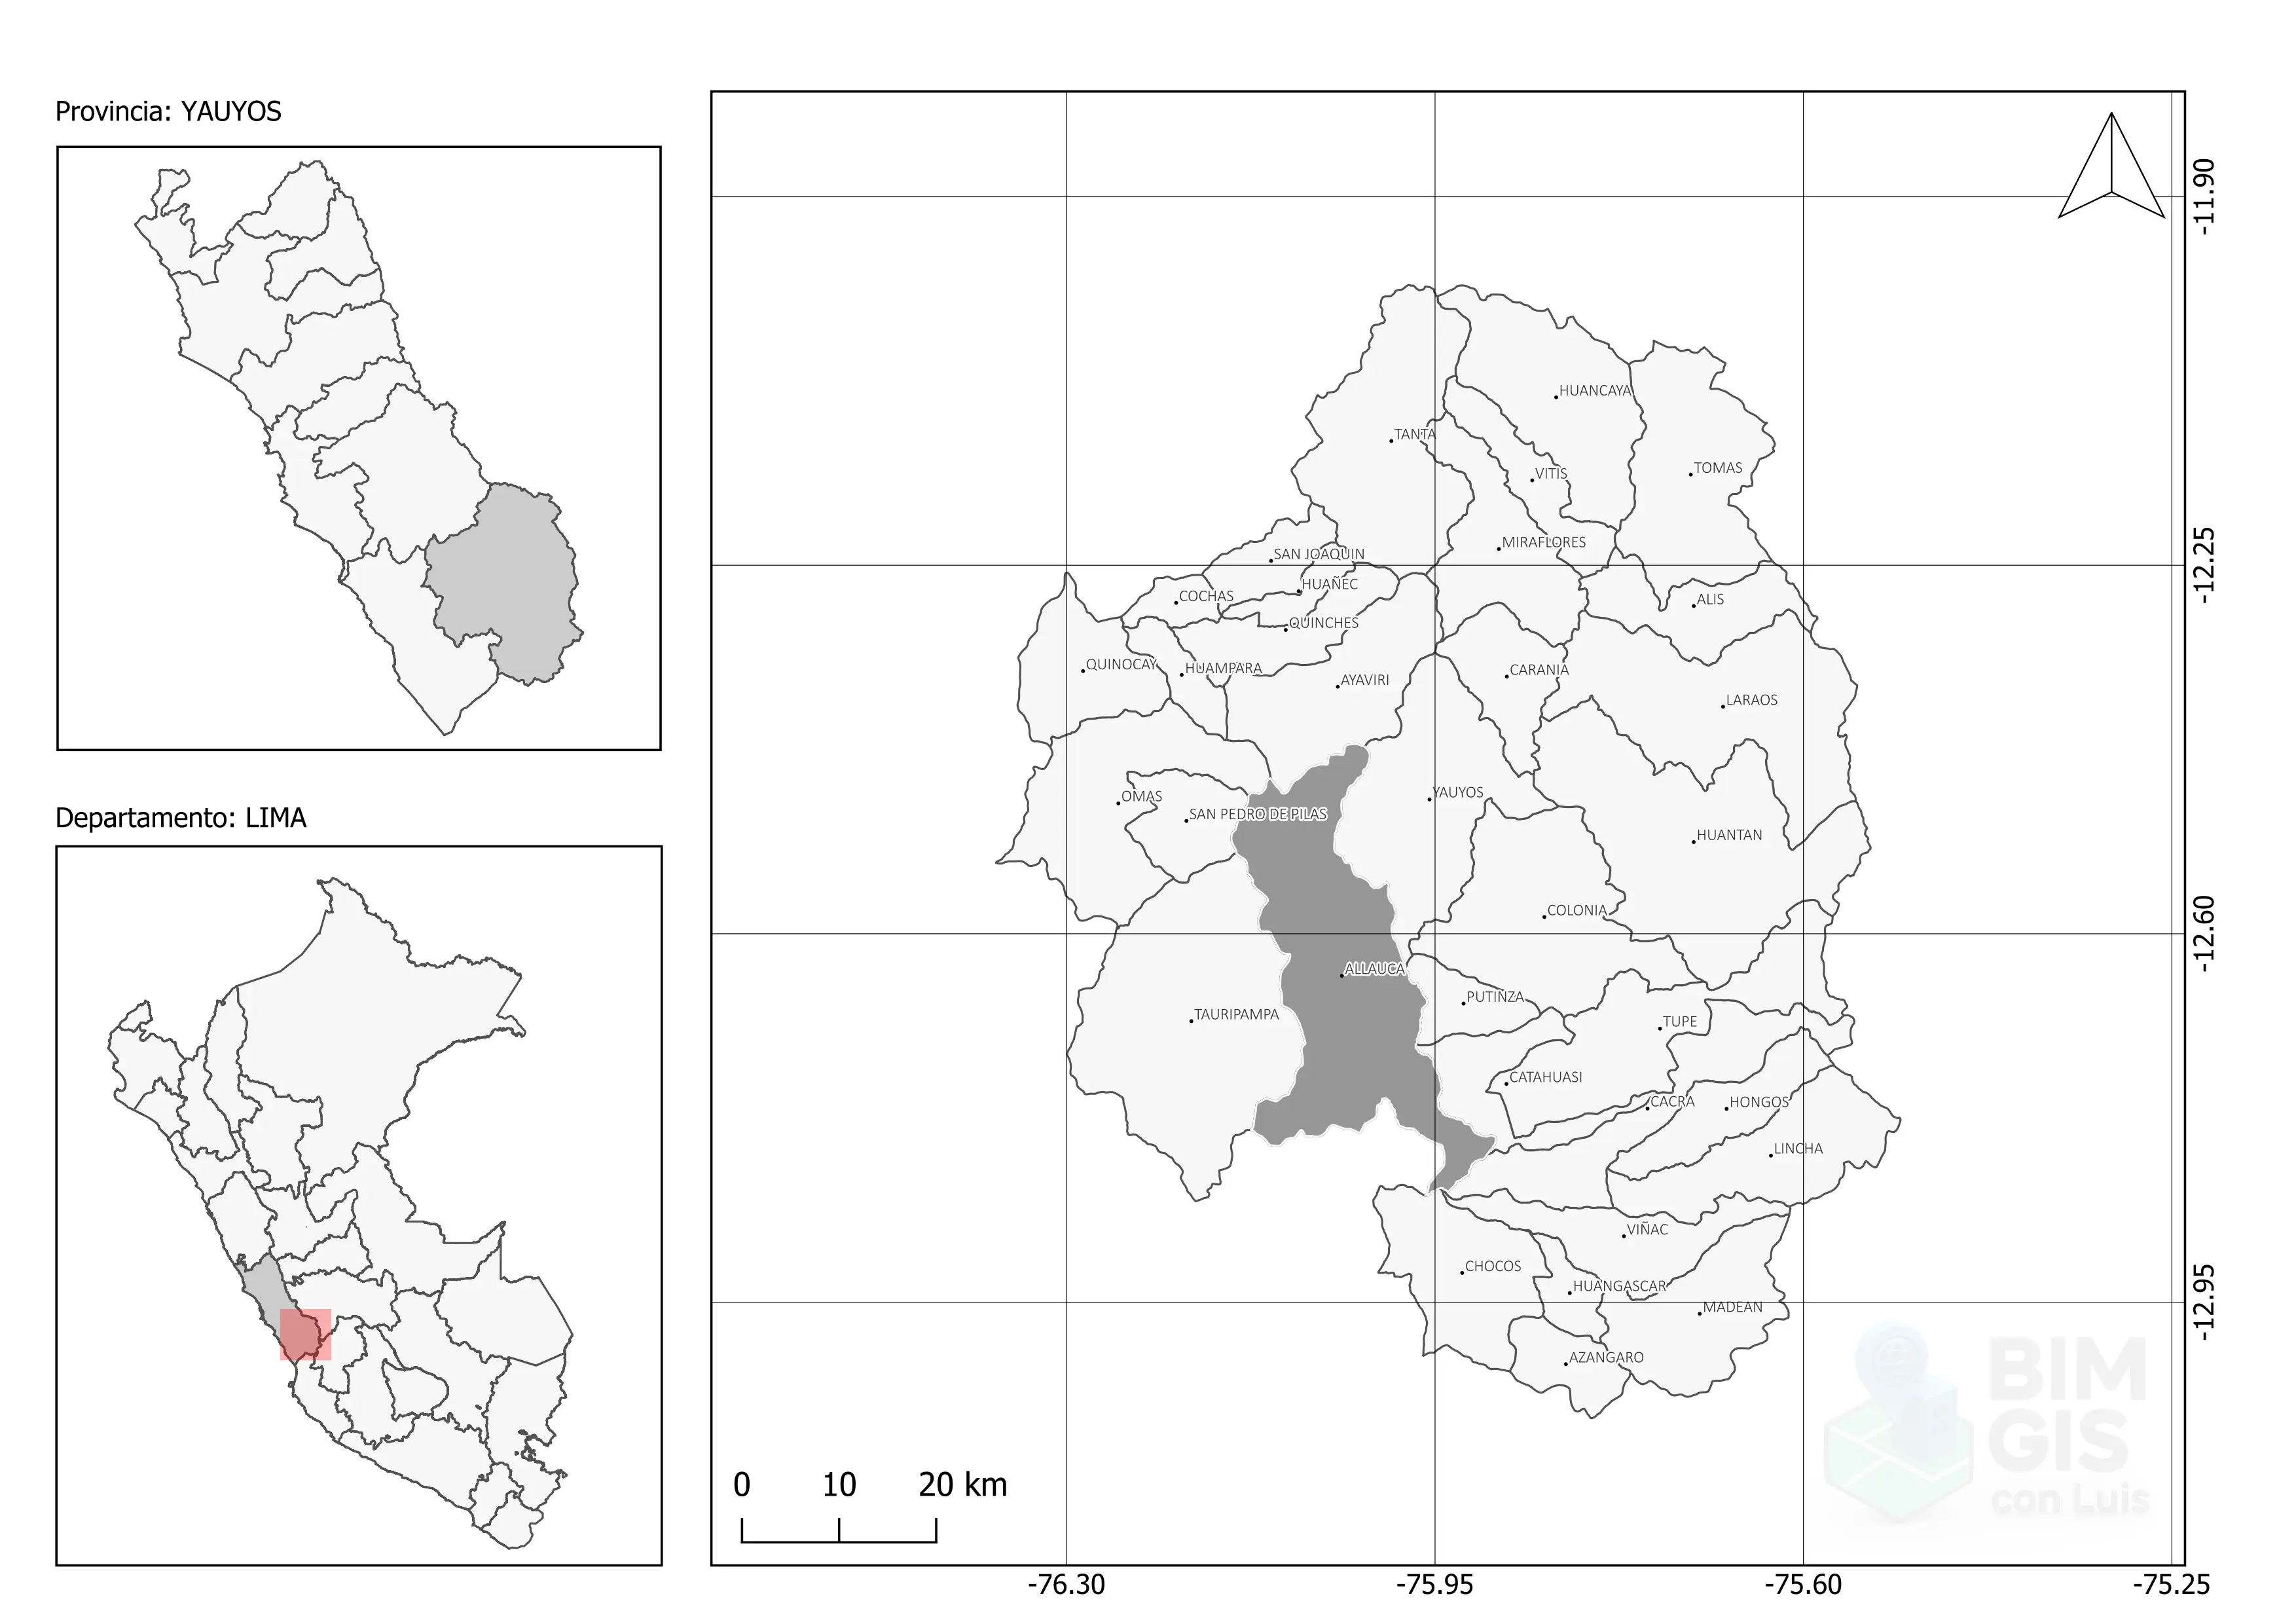 Provincia: YAUYOS
Departamento: LIMA
HUANCAYA
TANTA
TOMAS
VITIS
MIRAFLORES
SAN JOAQUIN
HUAÑEC
COCHAS
ALIS
QUINCHES
QUINOCAY
HUAMPARA
AYAVIRI
CARANIA
LARAOS
OMAS
SAN PEDRO DE PILAS
YAUYOS
HUANTAN
COLONIA
ALLAUCA
PUTINZA
TAURIPAMPA
TUPE
CATAHUASI
CACRA
HONGOS
LINCHA
VIÑAC
CHOCOS
HUANGASCAR
MADEAN
AZANGARO
-11.90
-12.25
-12.60
-12.95
0 10 20 km
-76.30 -75.95 -75.60 -75.25
BIM
GIS
con Luis